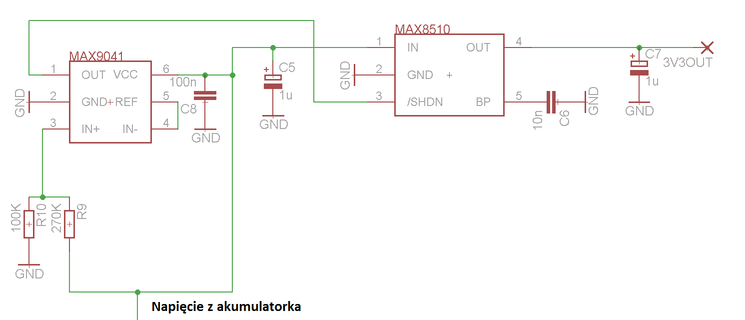 MAX8510
MAX9041
1 IN OUT 4
2 GND +
3 /SHDN BP 5
C7
1u
3V3OUT
GND
10n
C6
GND
GND
C5
1u
GND
1 OUT VCC 6
2 GND+REF 5
3 IN+ IN- 4
GND
100n
C8
GND
100K
R10
270K
R9
GND
Napięcie z akumulatorka